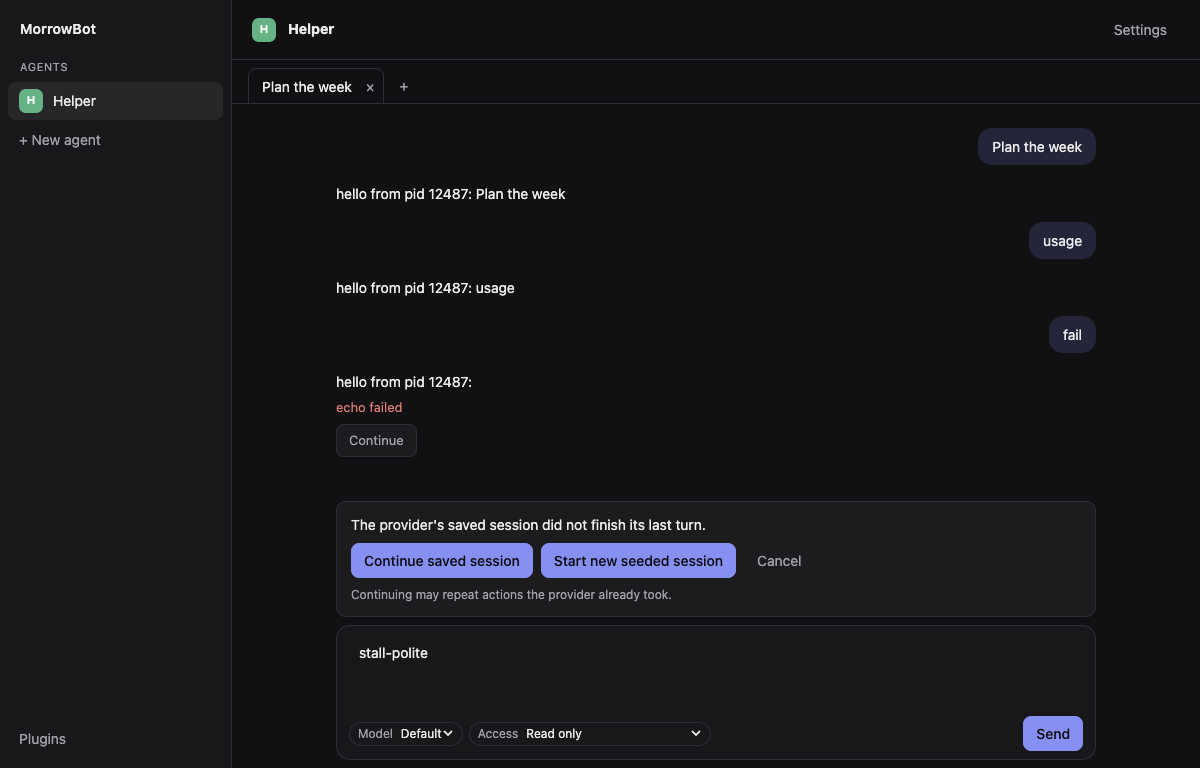 MorrowBot
AGENTS
H Helper
+ New agent
Plugins
H Helper
Settings
Plan the week × +
Plan the week
hello from pid 12487: Plan the week
usage
hello from pid 12487: usage
fail
hello from pid 12487:
echo failed
Continue
The provider's saved session did not finish its last turn.
Continue saved session Start new seeded session Cancel
Continuing may repeat actions the provider already took.
stall-polite
Model Default Access Read only Send